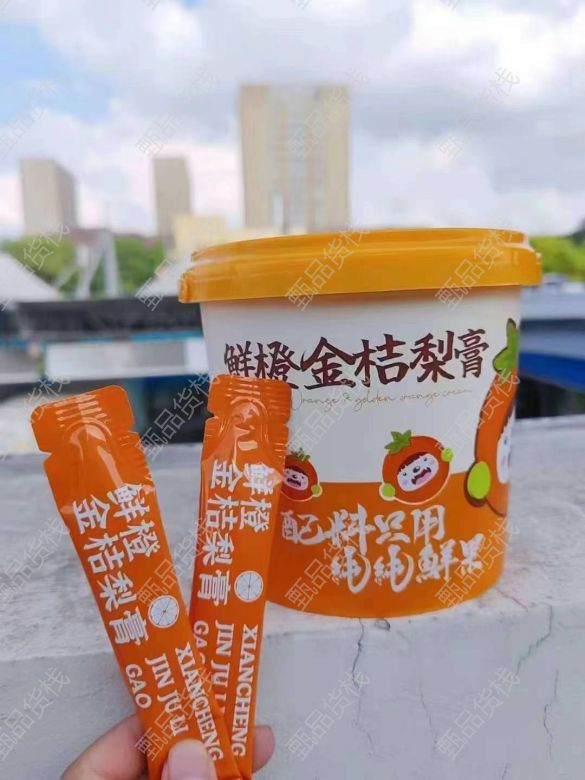 鲜橙金桔梨膏
Orange & golden orange cream
配料只用
纯纯鲜果
鲜橙
金桔梨膏
XIANCHENG
JIN JU LI
GAO
鲜橙
金桔梨膏
XIANCHENG
JIN JU LI
GAO
甄品货栈